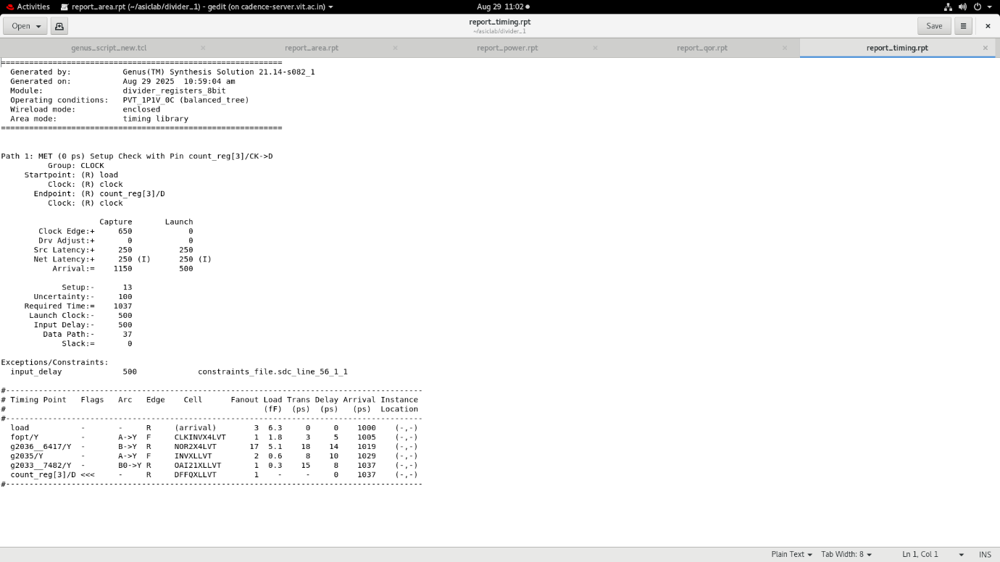 Activities report_area.rpt (~/asiclab/divider_1) - gedit (on cadence-server.vit.ac.in) Aug 29 11:02
Open report_timing.rpt Save
~/asiclab/divider_1
genus_script_new.tcl report_area.rpt report_power.rpt report_qor.rpt report_timing.rpt
============================================================
  Generated by:           Genus(TM) Synthesis Solution 21.14-s082_1
  Generated on:           Aug 29 2025  10:59:04 am
  Module:                 divider_registers_8bit
  Operating conditions:   PVT_1P1V_0C (balanced_tree)
  Wireload mode:          enclosed
  Area mode:              timing library
============================================================
Path 1: MET (0 ps) Setup Check with Pin count_reg[3]/CK->D
          Group: CLOCK
     Startpoint: (R) load
          Clock: (R) clock
       Endpoint: (R) count_reg[3]/D
          Clock: (R) clock
                     Capture       Launch
        Clock Edge:+     650            0
        Drv Adjust:+       0            0
       Src Latency:+     250          250
       Net Latency:+     250 (I)      250 (I)
           Arrival:=    1150          500
             Setup:-      13
       Uncertainty:-     100
     Required Time:=    1037
      Launch Clock:-     500
       Input Delay:-     500
         Data Path:-      37
             Slack:=       0
Exceptions/Constraints:
  input_delay             500             constraints_file.sdc_line_56_1_1
#-----------------------------------------------------------------------------------------
# Timing Point   Flags   Arc   Edge    Cell      Fanout Load Trans Delay Arrival Instance
#                                                       (fF)  (ps)  (ps)   (ps)  Location
#-----------------------------------------------------------------------------------------
  load           -       -     R     (arrival)      3  6.3     0     0    1000    (-,-)
  fopt/Y         -       A->Y  F     CLKINVX4LVT    1  1.8     3     5    1005    (-,-)
  g2036__6417/Y  -       B->Y  R     NOR2X4LVT     17  5.1    18    14    1019    (-,-)
  g2035/Y        -       A->Y  F     INVXLLVT       2  0.6     8    10    1029    (-,-)
  g2033__7482/Y  -       B0->Y R     OAI21XLLVT     1  0.3    15     8    1037    (-,-)
  count_reg[3]/D <<<     -     R     DFFQXLLVT      1    -     -     0    1037    (-,-)
#-----------------------------------------------------------------------------------------
Plain Text Tab Width: 8 Ln 1, Col 1 INS